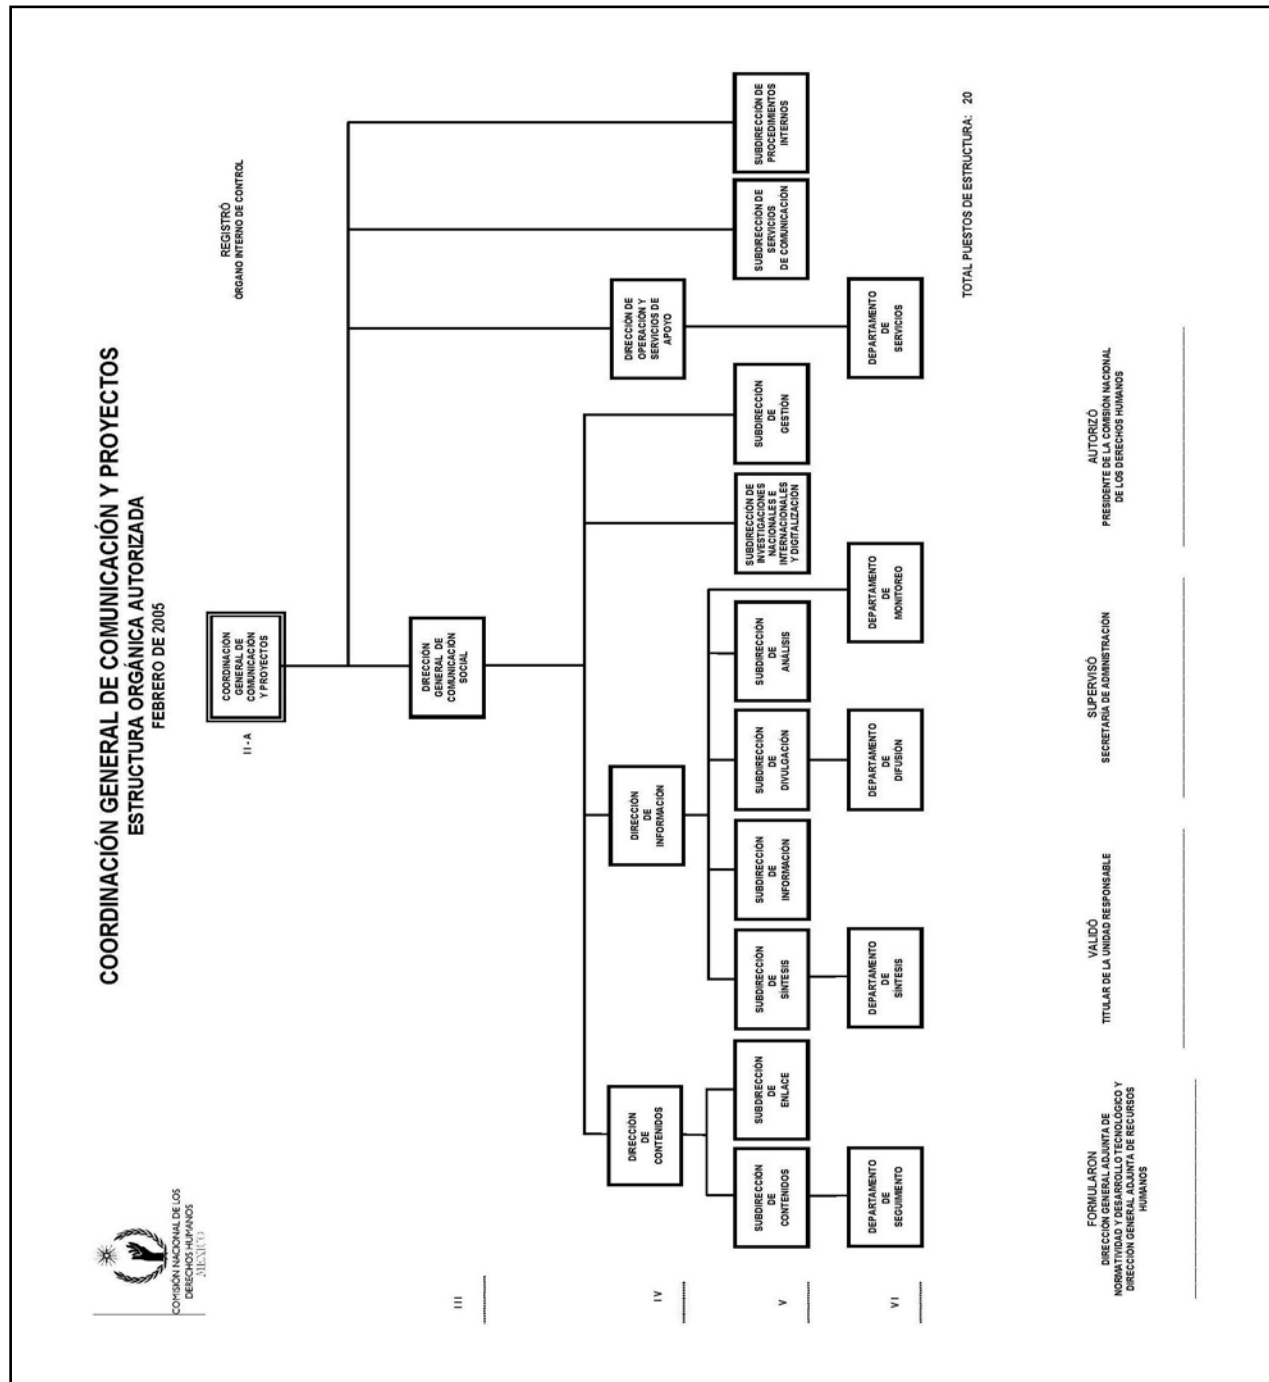 COMISIÓN NACIONAL DE LOS
DERECHOS HUMANOS
MÉXICO
COORDINACIÓN GENERAL DE COMUNICACIÓN Y PROYECTOS
ESTRUCTURA ORGÁNICA AUTORIZADA
FEBRERO DE 2005
REGISTRÓ
ÓRGANO INTERNO DE CONTROL
II-A
COORDINACIÓN
GENERAL DE
COMUNICACIÓN
Y PROYECTOS
III
DIRECCIÓN
GENERAL DE
COMUNICACIÓN
SOCIAL
IV
DIRECCIÓN
DE
CONTENIDOS
DIRECCIÓN
DE
INFORMACIÓN
DIRECCIÓN DE
OPERACIÓN Y
SERVICIOS DE
APOYO
V
SUBDIRECCIÓN
DE
CONTENIDOS
SUBDIRECCIÓN
DE
ENLACE
SUBDIRECCIÓN
DE
SÍNTESIS
SUBDIRECCIÓN
DE
INFORMACIÓN
SUBDIRECCIÓN
DE
DIVULGACIÓN
SUBDIRECCIÓN
DE
ANÁLISIS
SUBDIRECCIÓN DE
INVESTIGACIONES
NACIONALES E
INTERNACIONALES
Y DIGITALIZACIÓN
SUBDIRECCIÓN
DE
GESTIÓN
SUBDIRECCIÓN DE
SERVICIOS
DE COMUNICACIÓN
SUBDIRECCIÓN DE
PROCEDIMIENTOS
INTERNOS
VI
DEPARTAMENTO
DE
SEGUIMIENTO
DEPARTAMENTO
DE
SÍNTESIS
DEPARTAMENTO
DE
DIFUSIÓN
DEPARTAMENTO
DE
MONITOREO
DEPARTAMENTO
DE
SERVICIOS
TOTAL PUESTOS DE ESTRUCTURA: 20
FORMULARON
DIRECCIÓN GENERAL ADJUNTA DE
NORMATIVIDAD Y DESARROLLO TECNOLÓGICO Y
DIRECCIÓN GENERAL ADJUNTA DE RECURSOS
HUMANOS
VALIDÓ
TITULAR DE LA UNIDAD RESPONSABLE
SUPERVISÓ
SECRETARÍA DE ADMINISTRACIÓN
AUTORIZÓ
PRESIDENTE DE LA COMISIÓN NACIONAL
DE LOS DERECHOS HUMANOS